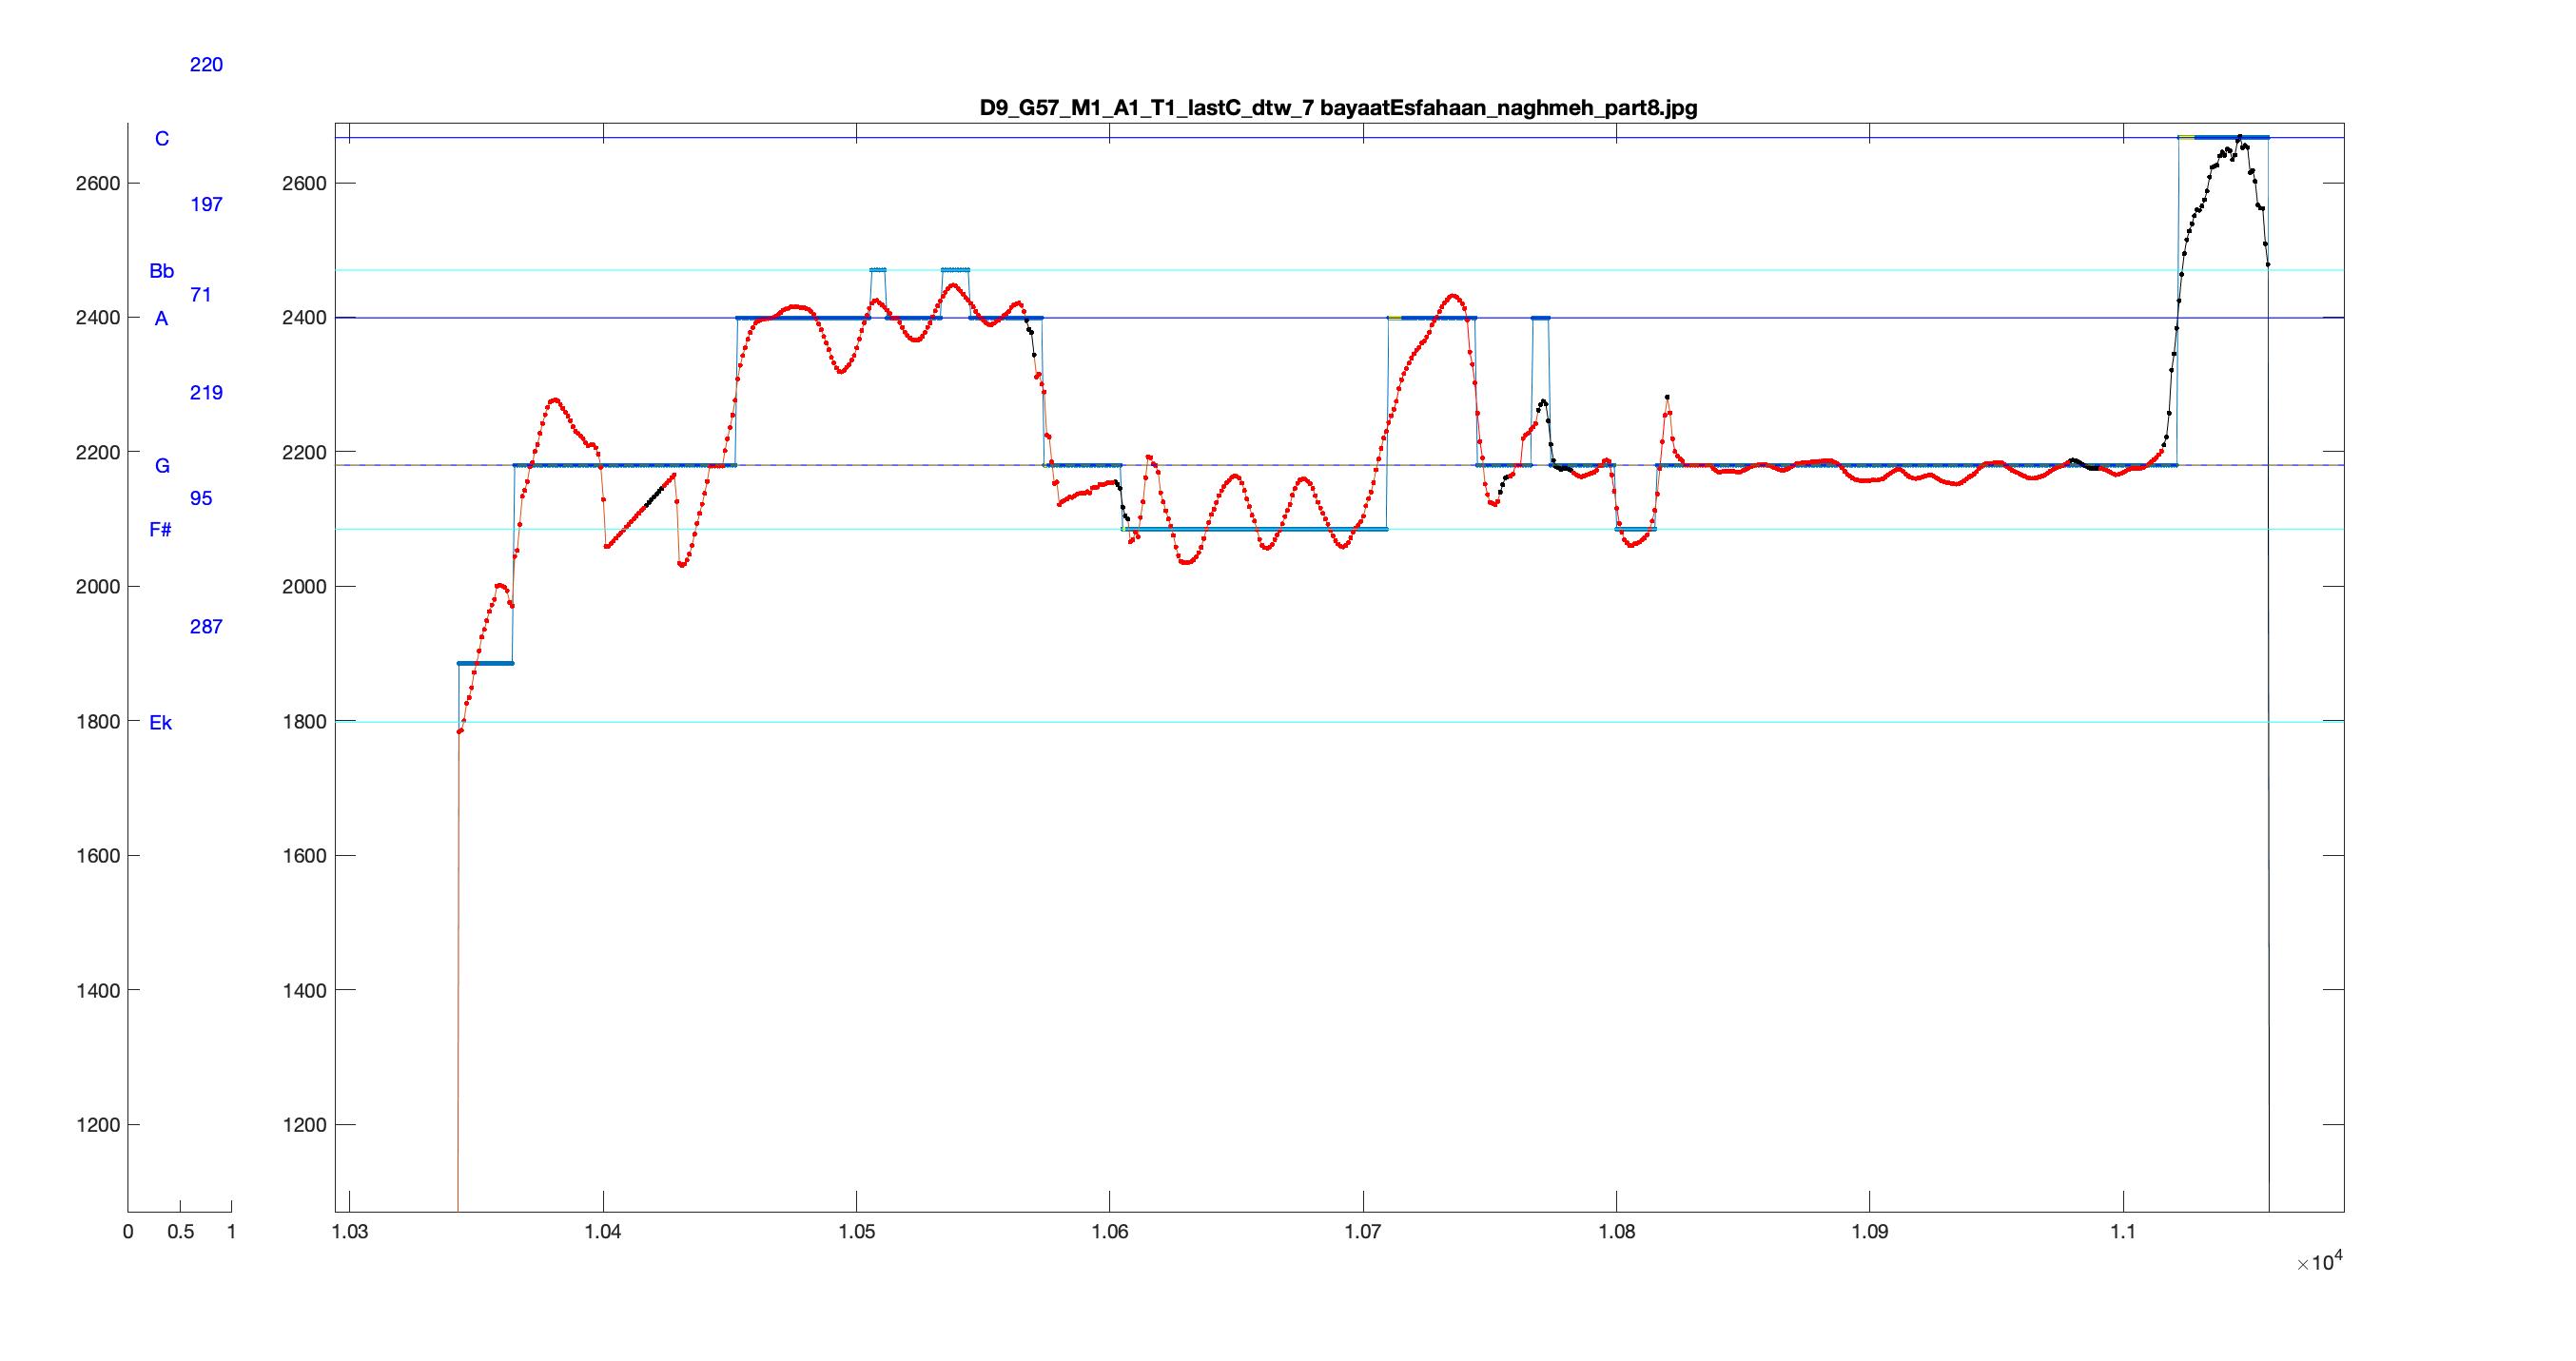 220
D9_G57_M1_A1_T1_lastC_dtw_7 bayaatEsfahaan_naghmeh_part8.jpg
C
2600 2600
197
Bb
71
2400 A 2400
219
2200 G 2200
95
F#
2000 2000
287
1800 Ek 1800
1600 1600
1400 1400
1200 1200
0 0.5 1 1.03 1.04 1.05 1.06 1.07 1.08 1.09 1.1
×10^4